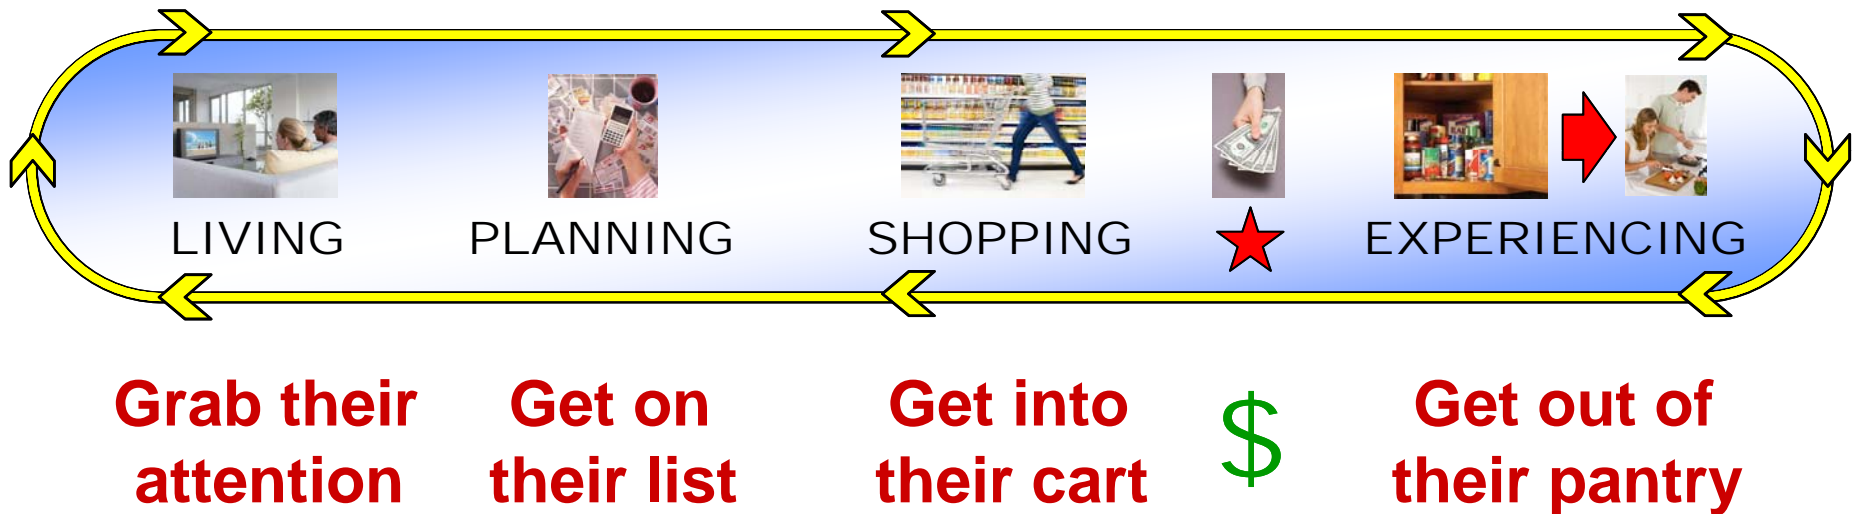 LIVING
PLANNING
SHOPPING
EXPERIENCING
Grab their
attention
Get on
their list
Get into
their cart
$
Get out of
their pantry